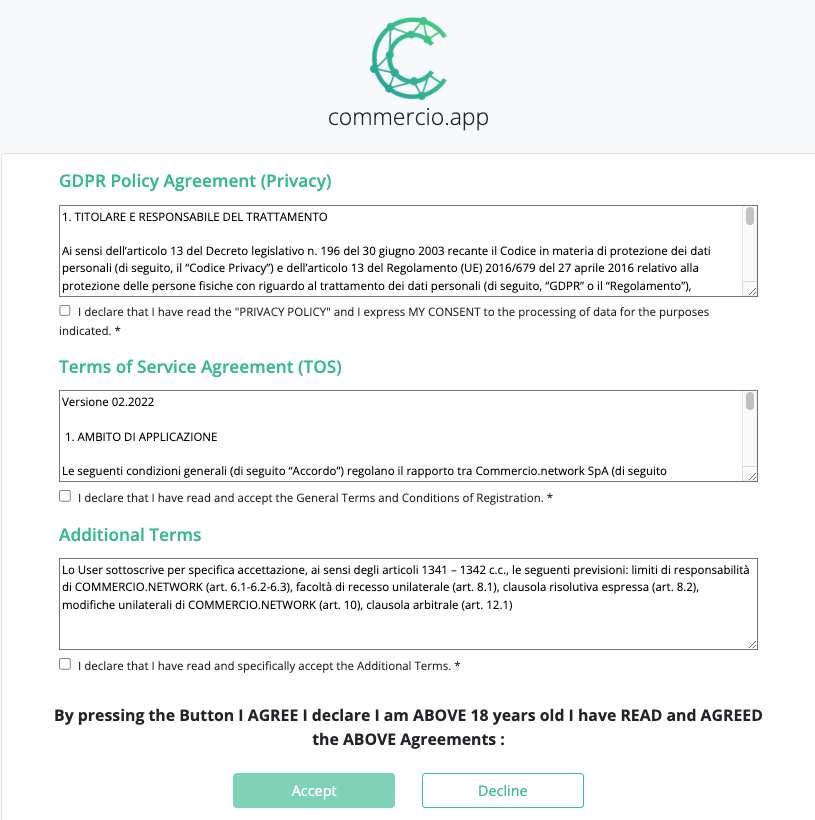 commercio.app
GDPR Policy Agreement (Privacy)
1. TITOLARE E RESPONSABILE DEL TRATTAMENTO
Ai sensi dell’articolo 13 del Decreto legislativo n. 196 del 30 giugno 2003 recante il Codice in materia di protezione dei dati
personali (di seguito, il “Codice Privacy”) e dell’articolo 13 del Regolamento (UE) 2016/679 del 27 aprile 2016 relativo alla
protezione delle persone fisiche con riguardo al trattamento dei dati personali (di seguito, “GDPR” o il “Regolamento”),
I declare that I have read the "PRIVACY POLICY" and I express MY CONSENT to the processing of data for the purposes
indicated. *
Terms of Service Agreement (TOS)
Versione 02.2022
1. AMBITO DI APPLICAZIONE
Le seguenti condizioni generali (di seguito “Accordo”) regolano il rapporto tra Commercio.network SpA (di seguito
I declare that I have read and accept the General Terms and Conditions of Registration. *
Additional Terms
Lo User sottoscrive per specifica accettazione, ai sensi degli articoli 1341 – 1342 c.c., le seguenti previsioni: limiti di responsabilità
di COMMERCIO.NETWORK (art. 6.1-6.2-6.3), facoltà di recesso unilaterale (art. 8.1), clausola risolutiva espressa (art. 8.2),
modifiche unilaterali di COMMERCIO.NETWORK (art. 10), clausola arbitrale (art. 12.1)
I declare that I have read and specifically accept the Additional Terms. *
By pressing the Button I AGREE I declare I am ABOVE 18 years old I have READ and AGREED
the ABOVE Agreements :
Accept
Decline